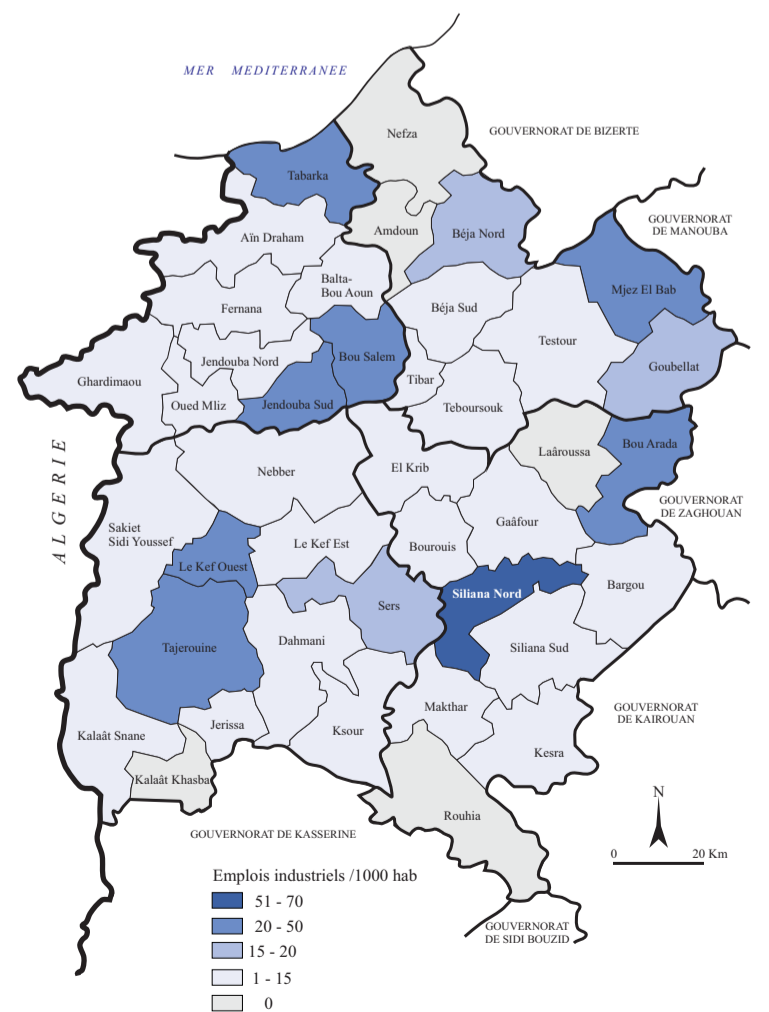 MER MEDITERRANEE
Nefza
GOUVERNORAT DE BIZERTE
Tabarka
GOUVERNORAT
DE MANOUBA
Amdoun
Béja Nord
Aïn Draham
Balta-
Bou Aoun
Mjez El Bab
Fernana
Béja Sud
Testour
Jendouba Nord
Bou Salem
Goubellat
Ghardimaou
Tibar
Oued Mliz
Jendouba Sud
Teboursouk
ALGERIE
Laâroussa
Bou Arada
Nebber
El Krib
GOUVERNORAT
DE ZAGHOUAN
Sakiet
Sidi Youssef
Gaâfour
Le Kef Est
Bourouis
Le Kef Ouest
Siliana Nord
Bargou
Sers
Tajerouine
Dahmani
Siliana Sud
Makthar
GOUVERNORAT
DE KAIROUAN
Kalaât Snane
Jerissa
Ksour
Kesra
Kalaât Khasba
Rouhia
N
GOUVERNORAT DE KASSERINE
0 20 Km
Emplois industriels /1000 hab
51 - 70
20 - 50
15 - 20
1 - 15
0
GOUVERNORAT
DE SIDI BOUZID